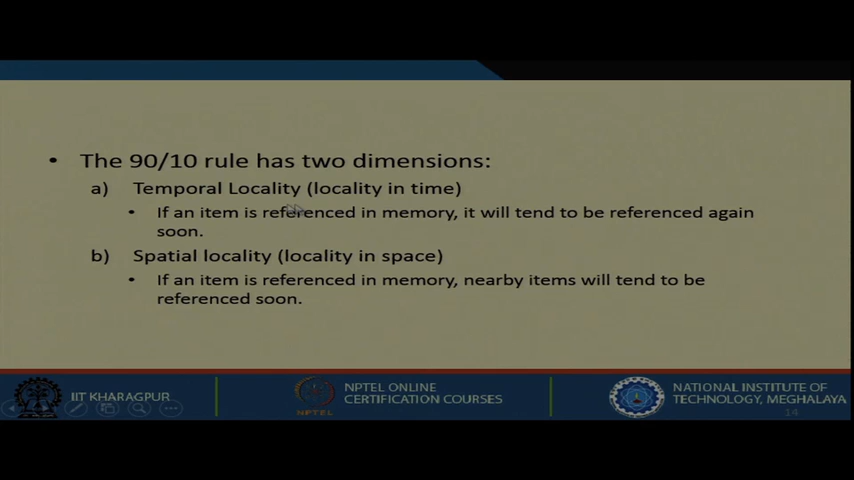 • The 90/10 rule has two dimensions:
a) Temporal Locality (locality in time)
• If an item is referenced in memory, it will tend to be referenced again
soon.
b) Spatial locality (locality in space)
• If an item is referenced in memory, nearby items will tend to be
referenced soon.
IIT KHARAGPUR
NPTEL
NPTEL ONLINE
CERTIFICATION COURSES
NATIONAL INSTITUTE OF
TECHNOLOGY, MEGHALAYA
14